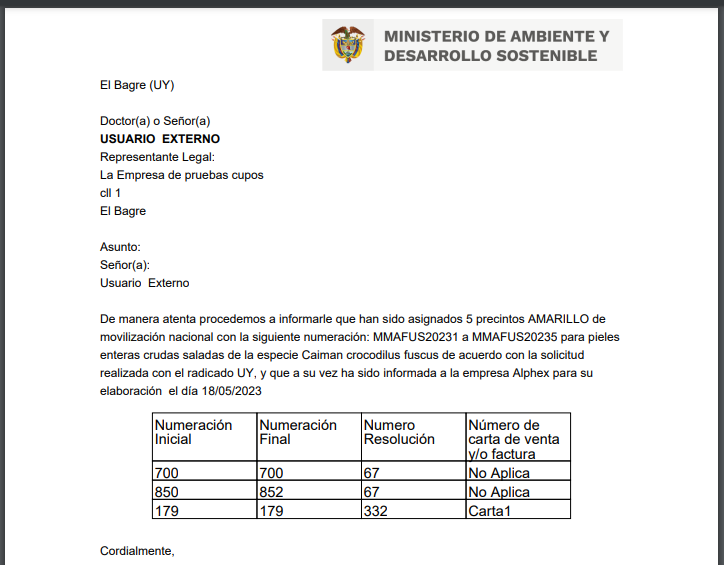 MINISTERIO DE AMBIENTE Y
DESARROLLO SOSTENIBLE
El Bagre (UY)
Doctor(a) o Señor(a)
USUARIO EXTERNO
Representante Legal:
La Empresa de pruebas cupos
cll 1
El Bagre
Asunto:
Señor(a):
Usuario Externo
De manera atenta procedemos a informarle que han sido asignados 5 precintos AMARILLO de
movilización nacional con la siguiente numeración: MMAFUS20231 a MMAFUS20235 para pieles
enteras crudas saladas de la especie Caiman crocodilus fuscus de acuerdo con la solicitud
realizada con el radicado UY, y que a su vez ha sido informada a la empresa Alphex para su
elaboración el día 18/05/2023
Numeración Inicial Numeración Final Numero Resolución Número de carta de venta y/o factura
700 700 67 No Aplica
850 852 67 No Aplica
179 179 332 Carta1
Cordialmente,